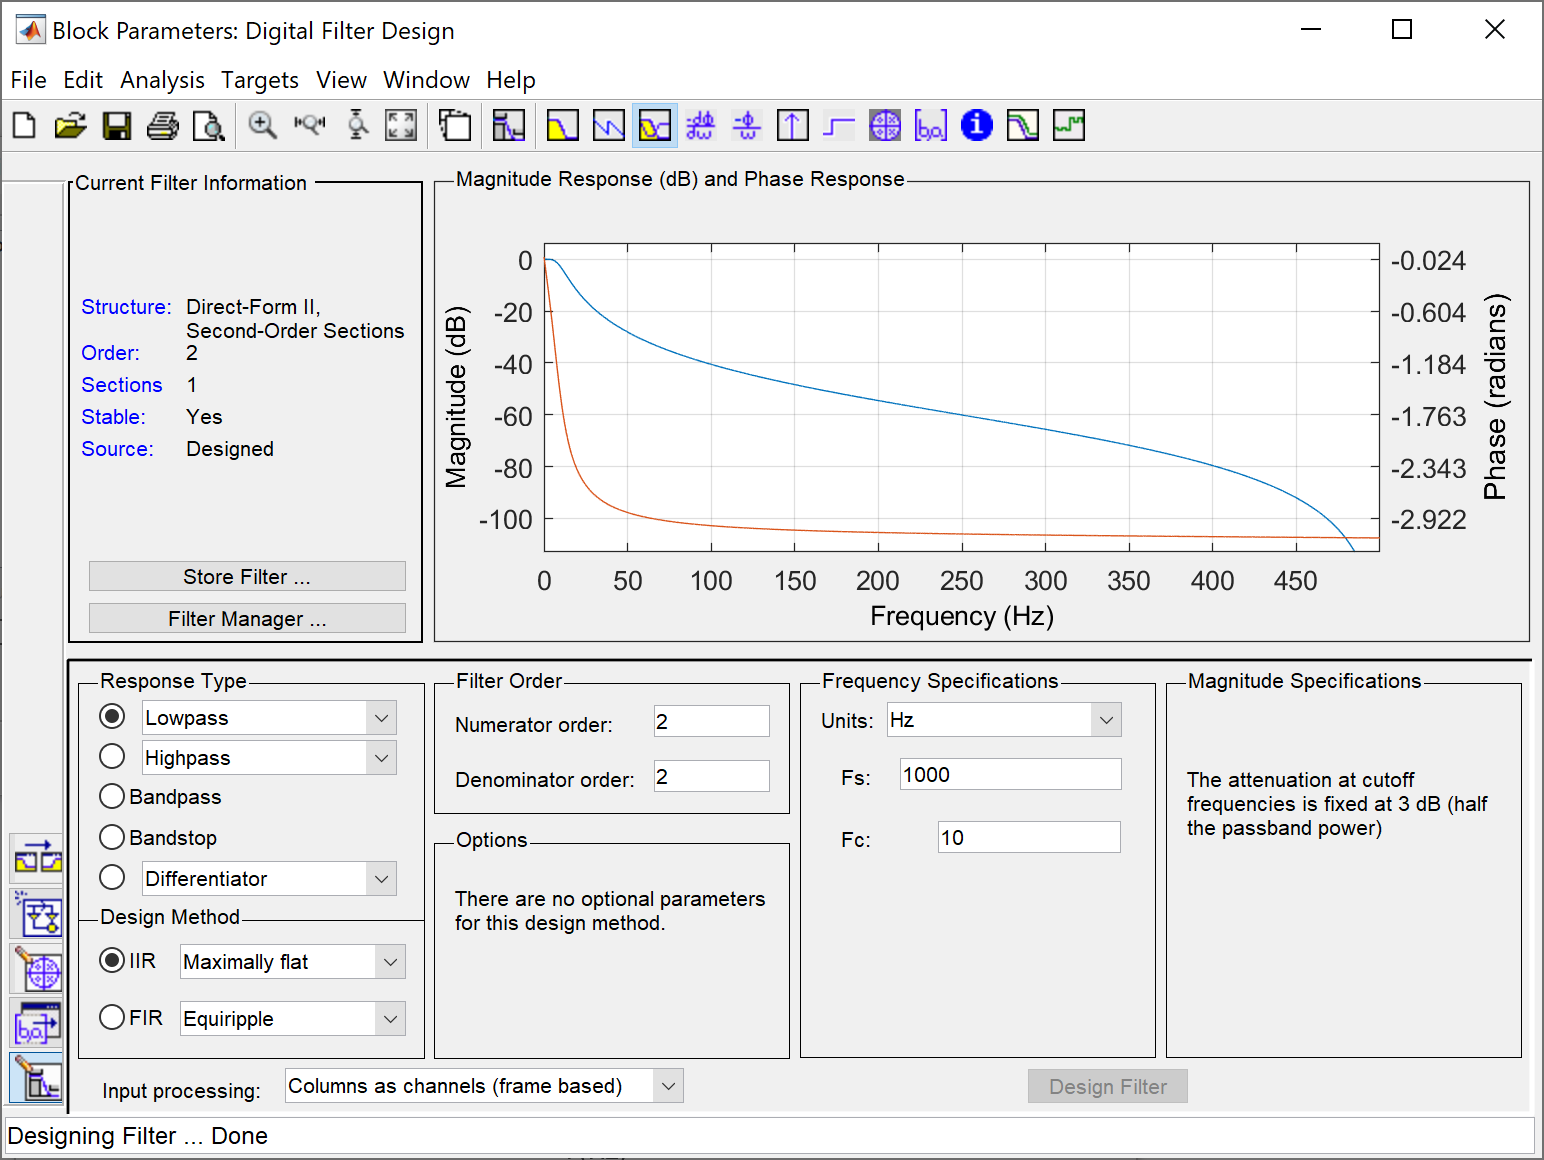 Block Parameters: Digital Filter Design
File Edit Analysis Targets View Window Help
Current Filter Information
Structure: Direct-Form II,
Second-Order Sections
Order: 2
Sections 1
Stable: Yes
Source: Designed
Store Filter ...
Filter Manager ...
Magnitude Response (dB) and Phase Response
Magnitude (dB)
0
-20
-40
-60
-80
-100
-0.024
-0.604
-1.184
-1.763
-2.343
-2.922
Phase (radians)
0 50 100 150 200 250 300 350 400 450
Frequency (Hz)
Response Type
Lowpass
Highpass
Bandpass
Bandstop
Differentiator
Design Method
IIR Maximally flat
FIR Equiripple
Filter Order
Numerator order: 2
Denominator order: 2
Options
There are no optional parameters
for this design method.
Frequency Specifications
Units: Hz
Fs: 1000
Fc: 10
Magnitude Specifications
The attenuation at cutoff
frequencies is fixed at 3 dB (half
the passband power)
Input processing: Columns as channels (frame based)
Design Filter
Designing Filter ... Done